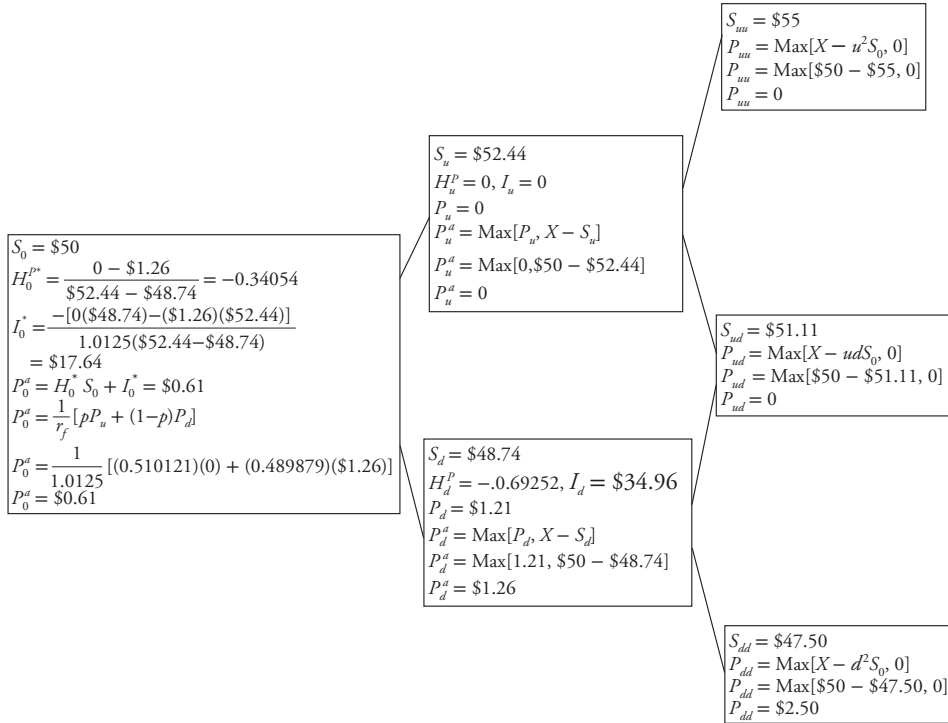 S_uu = $55
P_uu = Max[X − u²S_0, 0]
P_uu = Max[$50 − $55, 0]
P_uu = 0
S_u = $52.44
H_u^P = 0, I_u = 0
P_u = 0
P_u^a = Max[P_u, X − S_u]
P_u^a = Max[0,$50 − $52.44]
P_u^a = 0
S_0 = $50
H_0^P* = (0 − $1.26)/($52.44 − $48.74) = −0.34054
I_0^* = (−[0($48.74)−($1.26)($52.44)])/(1.0125($52.44−$48.74))
= $17.64
P_0^a = H_0^* S_0 + I_0^* = $0.61
P_0^a = (1/r_f)[pP_u + (1−p)P_d]
P_0^a = (1/1.0125)[(0.510121)(0) + (0.489879)($1.26)]
P_0^a = $0.61
S_ud = $51.11
P_ud = Max[X − udS_0, 0]
P_ud = Max[$50 − $51.11, 0]
P_ud = 0
S_d = $48.74
H_d^P = −.0.69252, I_d = $34.96
P_d = $1.21
P_d^a = Max[P_d, X − S_d]
P_d^a = Max[1.21, $50 − $48.74]
P_d^a = $1.26
S_dd = $47.50
P_dd = Max[X − d²S_0, 0]
P_dd = Max[$50 − $47.50, 0]
P_dd = $2.50